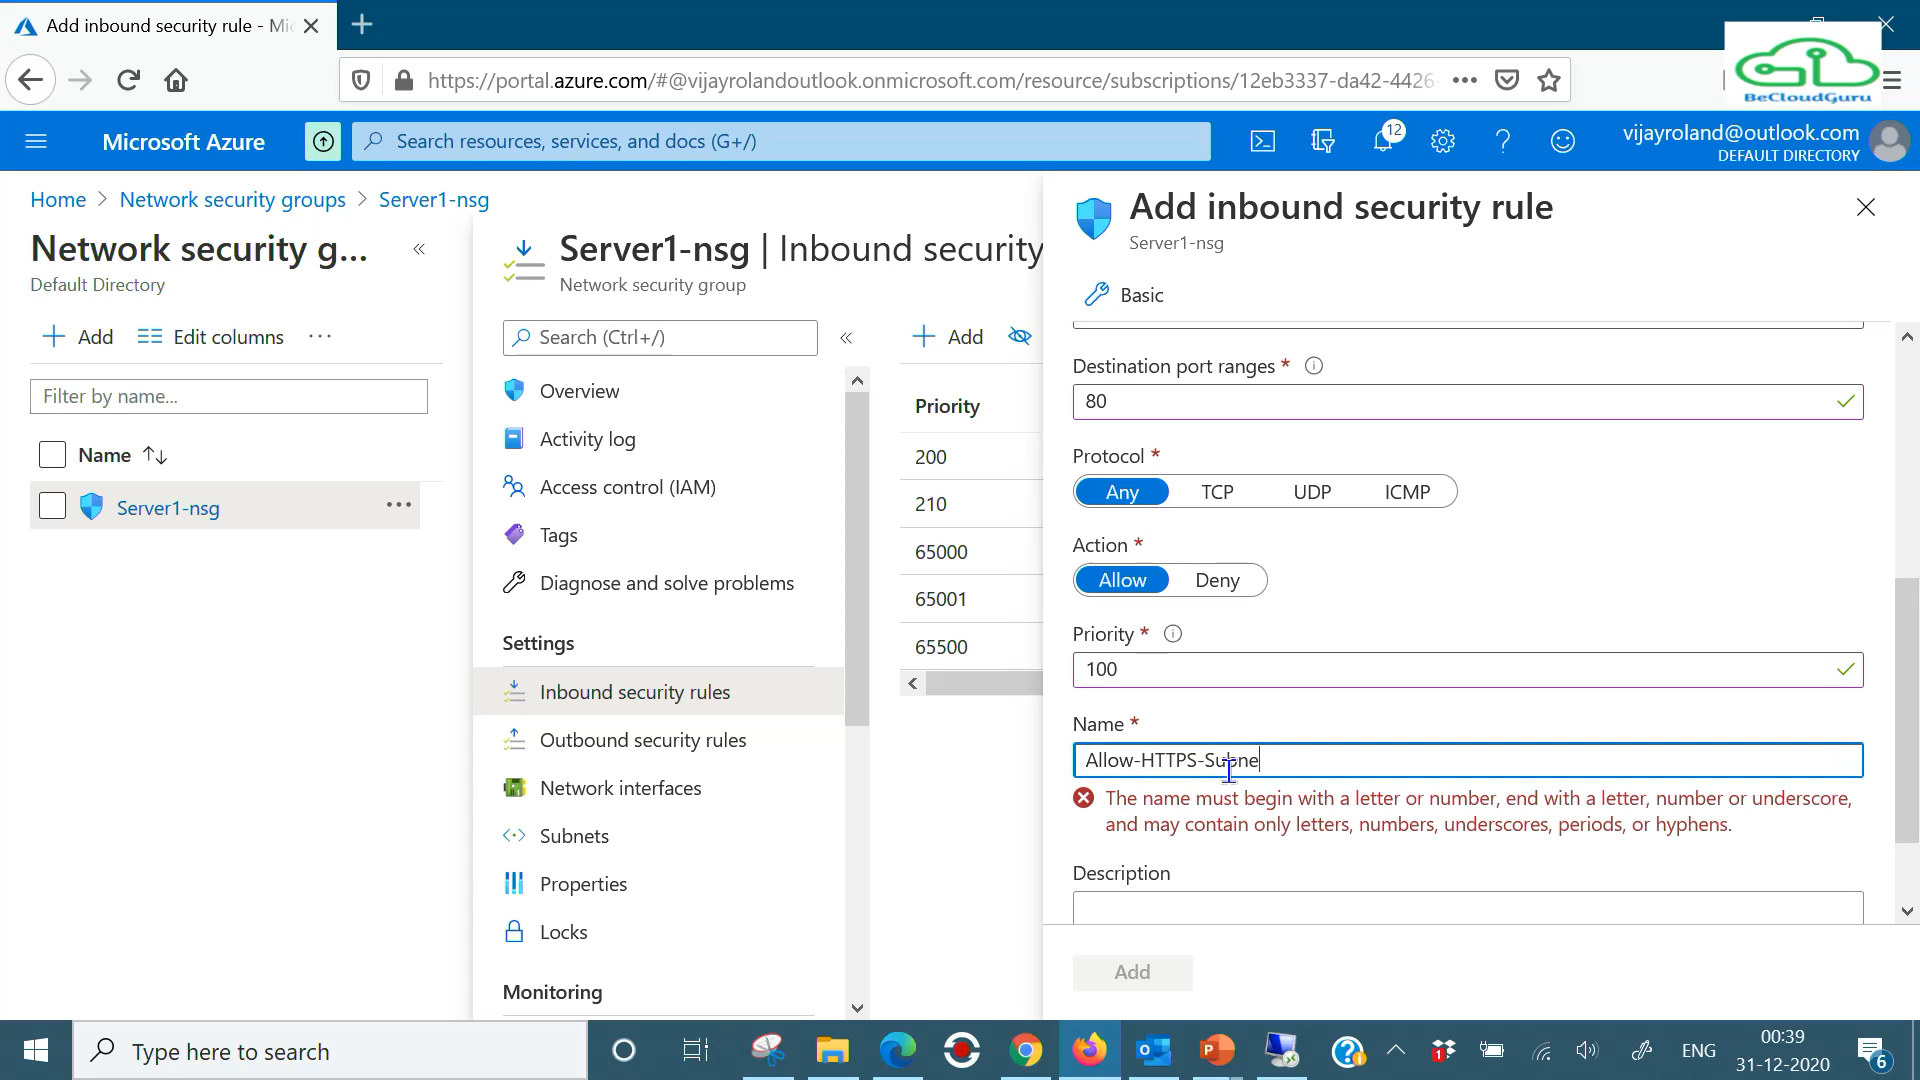 Add inbound security rule - Mic
https://portal.azure.com/#@vijayrolandoutlook.onmicrosoft.com/resource/subscriptions/12eb3337-da42-4426-
BeCloudGuru
Microsoft Azure
Search resources, services, and docs (G+/)
12
vijayroland@outlook.com
DEFAULT DIRECTORY
Home > Network security groups > Server1-nsg
Network security g...
Default Directory
Add
Edit columns
Filter by name...
Name
Server1-nsg
Server1-nsg | Inbound security
Network security group
Search (Ctrl+/)
Overview
Activity log
Access control (IAM)
Tags
Diagnose and solve problems
Settings
Inbound security rules
Outbound security rules
Network interfaces
Subnets
Properties
Locks
Monitoring
Add
Priority
200
210
65000
65001
65500
Add inbound security rule
Server1-nsg
Basic
Destination port ranges *
80
Protocol *
Any TCP UDP ICMP
Action *
Allow Deny
Priority *
100
Name *
Allow-HTTPS-Subne
The name must begin with a letter or number, end with a letter, number or underscore,
and may contain only letters, numbers, underscores, periods, or hyphens.
Description
Add
Type here to search
1
ENG
00:39
31-12-2020
6